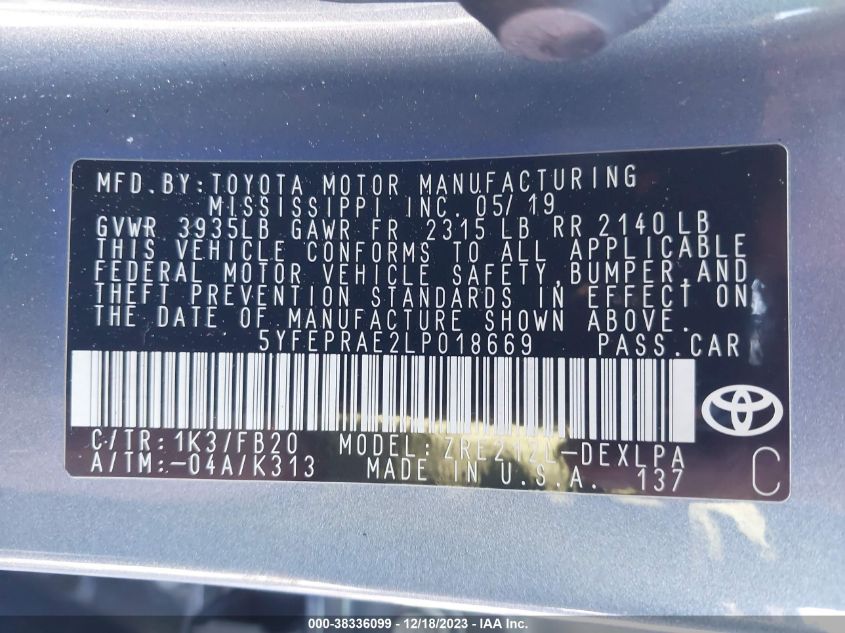 MFD. BY: TOYOTA MOTOR MANUFACTURING
MISSISSIPPI INC. 05/19
GVWR 3935LB GAWR FR 2315 LB RR 2140 LB
THIS VEHICLE CONFORMS TO ALL APPLICABLE
FEDERAL MOTOR VEHICLE SAFETY, BUMPER, AND
THEFT PREVENTION STANDARDS IN EFFECT ON
THE DATE OF MANUFACTURE SHOWN ABOVE.
5YFEPRAE2LP018669 PASS. CAR
C/TR: 1K3/FB20 MODEL: ZRE212L-DEXLPA
A/TM: -04A/K313 MADE IN U.S.A. 137
C
000-38336099 - 12/18/2023 - IAA Inc.